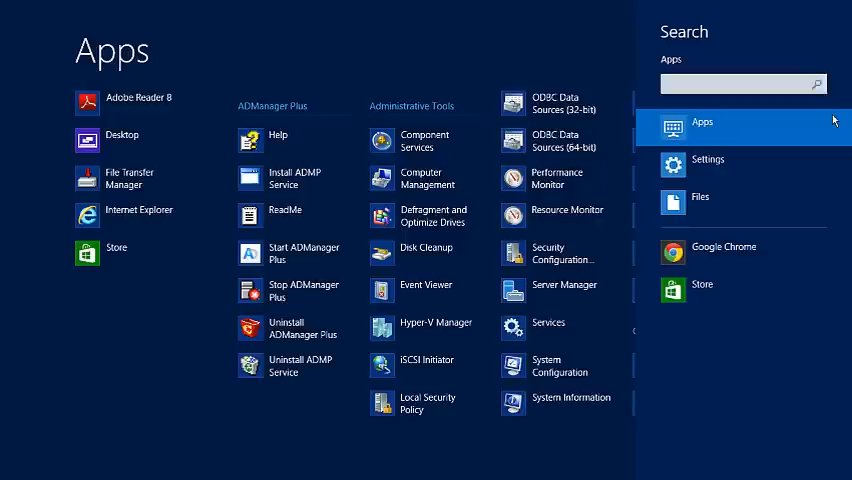 Apps
Adobe Reader 8
Desktop
File Transfer
Manager
Internet Explorer
Store
ADManager Plus
Help
Install ADMP
Service
ReadMe
Start ADManager
Plus
Stop ADManager
Plus
Uninstall
ADManager Plus
Uninstall ADMP
Service
Administrative Tools
Component
Services
Computer
Management
Defragment and
Optimize Drives
Disk Cleanup
Event Viewer
Hyper-V Manager
iSCSI Initiator
Local Security
Policy
ODBC Data
Sources (32-bit)
ODBC Data
Sources (64-bit)
Performance
Monitor
Resource Monitor
Security
Configuration...
Server Manager
Services
System
Configuration
System Information
Search
Apps
Apps
Settings
Files
Google Chrome
Store